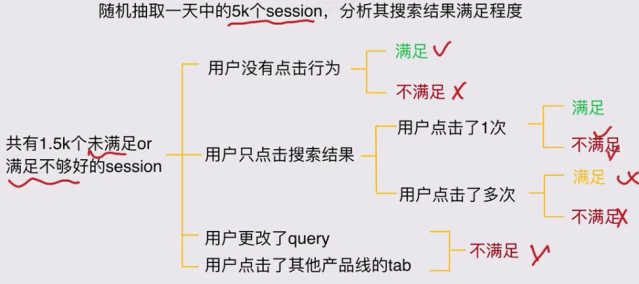 随机抽取一天中的5k个session，分析其搜索结果满足程度
共有1.5k个未满足or
满足不够好的session
用户没有点击行为
满足
不满足
用户只点击搜索结果
用户点击了1次
满足
不满足
用户点击了多次
满足
不满足
用户更改了query
用户点击了其他产品线的tab
不满足